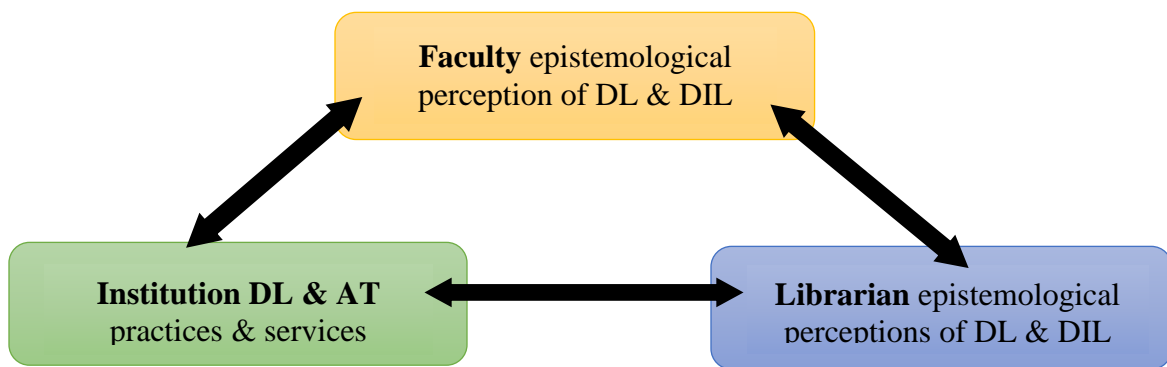 Faculty epistemological
perception of DL & DIL
Institution DL & AT
practices & services
Librarian epistemological
perceptions of DL & DIL